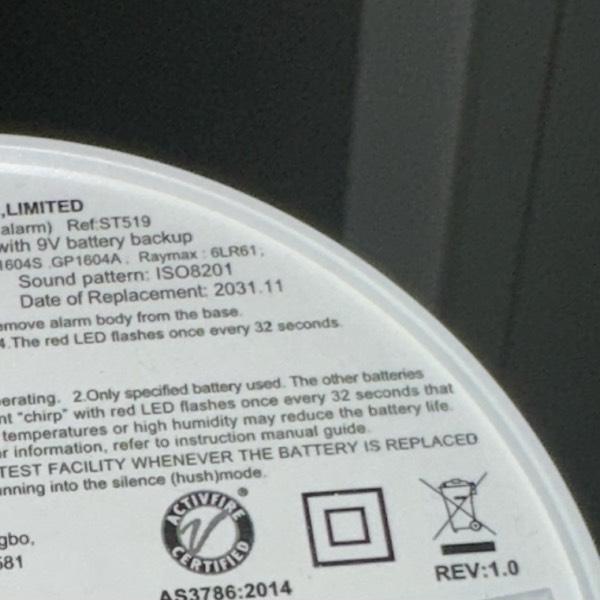 ,LIMITED
alarm) Ref:ST519
with 9V battery backup
1604S ,GP1604A , Raymax : 6LR61;
Sound pattern: ISO8201
Date of Replacement: 2031.11
emove alarm body from the base.
4.The red LED flashes once every 32 seconds.
erating. 2.Only specified battery used. The other batteries
nt "chirp" with red LED flashes once every 32 seconds that
temperatures or high humidity may reduce the battery life.
r information, refer to instruction manual guide.
TEST FACILITY WHENEVER THE BATTERY IS REPLACED
unning into the silence (hush)mode.
ACTIVFIRE ®
CERTIFIED
gbo,
581
AS3786:2014
REV:1.0